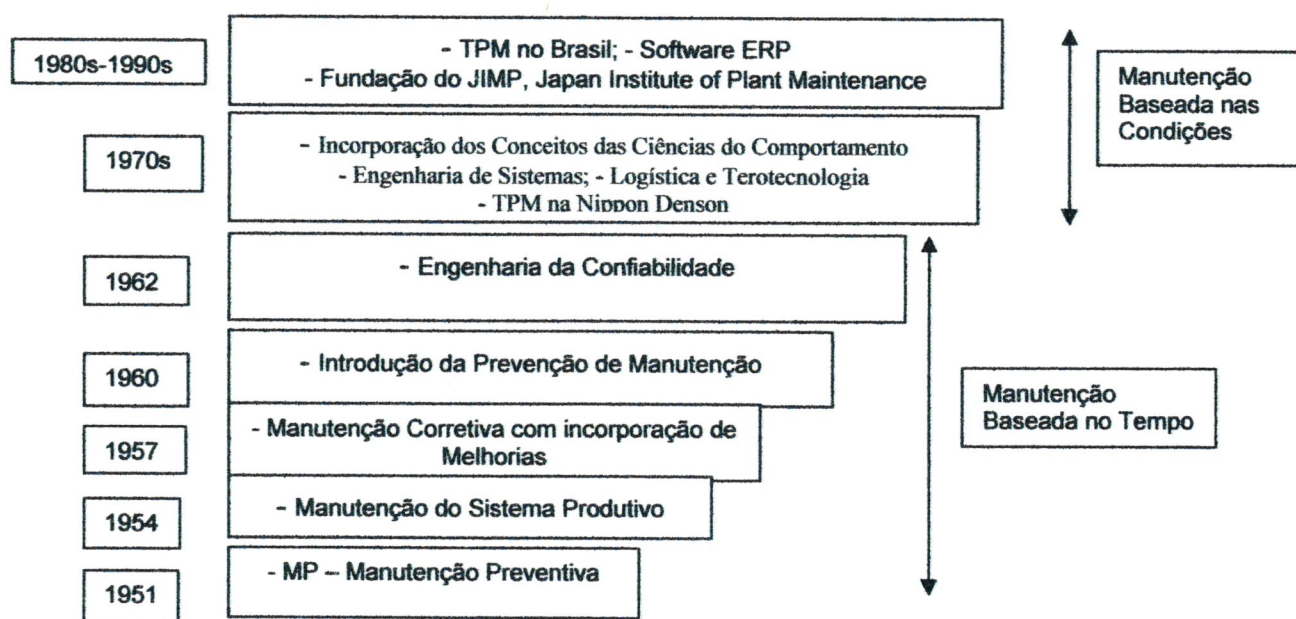 1980s-1990s
- TPM no Brasil; - Software ERP
- Fundação do JIMP, Japan Institute of Plant Maintenance
Manutenção
Baseada nas
Condições
1970s
- Incorporação dos Conceitos das Ciências do Comportamento
- Engenharia de Sistemas; - Logística e Terotecnologia
- TPM na Nippon Denson
1962
- Engenharia da Confiabilidade
1960
- Introdução da Prevenção de Manutenção
Manutenção
Baseada no Tempo
1957
- Manutenção Corretiva com incorporação de
Melhorias
1954
- Manutenção do Sistema Produtivo
1951
- MP – Manutenção Preventiva